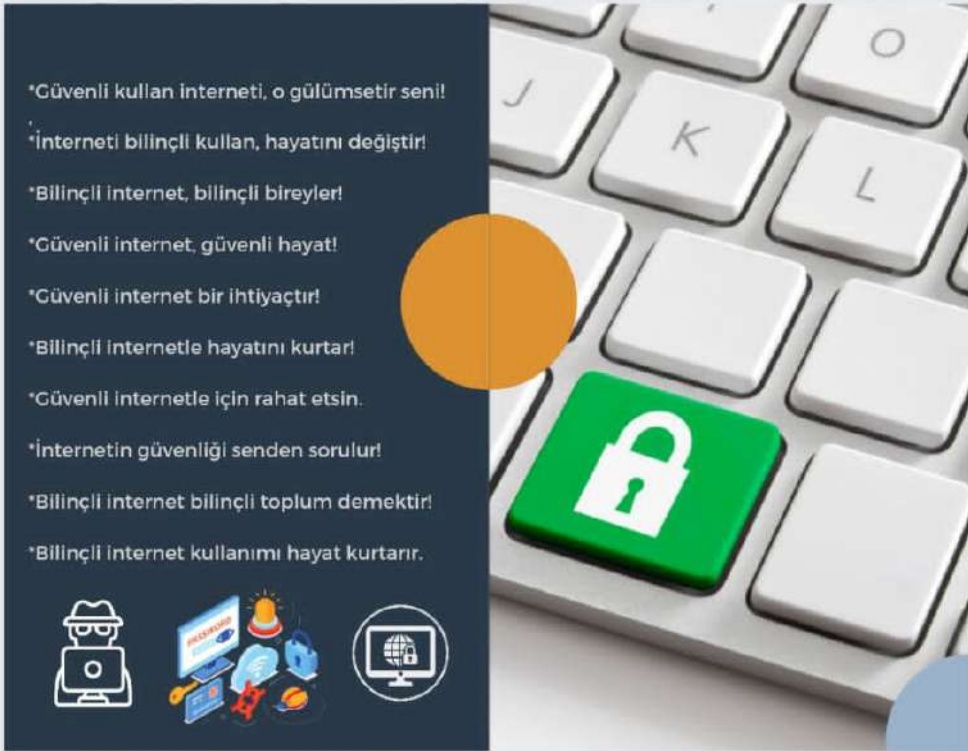 *Güvenli kullan interneti, o gülümsetir seni!
*İnterneti bilinçli kullan, hayatını değiştir!
*Bilinçli internet, bilinçli bireyler!
*Güvenli internet, güvenli hayat!
*Güvenli internet bir ihtiyaçtır!
*Bilinçli internetle hayatını kurtar!
*Güvenli internetle için rahat etsin.
*İnternetin güvenliği senden sorulur!
*Bilinçli internet bilinçli toplum demektir!
*Bilinçli internet kullanımı hayat kurtarır.
PASSWORD
O
J
K
L